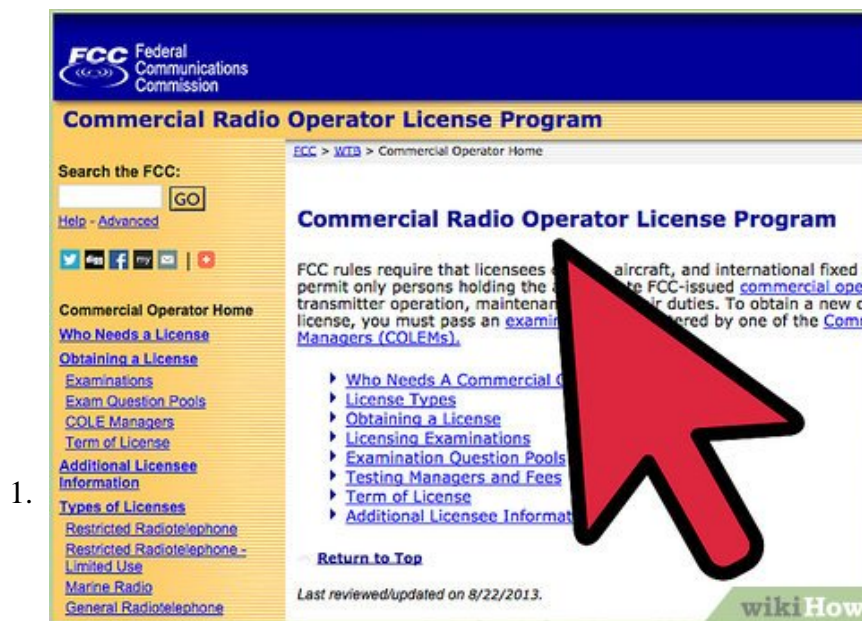 FCC Federal
Communications
Commission
Commercial Radio Operator License Program
FCC > WTB > Commercial Operator Home
Search the FCC:
GO
Help - Advanced
Commercial Operator Home
Who Needs a License
Obtaining a License
Examinations
Exam Question Pools
COLE Managers
Term of License
Additional Licensee
Information
Types of Licenses
Restricted Radiotelephone
Restricted Radiotelephone -
Limited Use
Marine Radio
General Radiotelephone
Commercial Radio Operator License Program
FCC rules require that licensees aircraft, and international fixed
permit only persons holding the FCC-issued commercial ope
transmitter operation, duties. To obtain a new
license, you must pass an by one of the Com
Managers (COLEMs).
Who Needs A Commercial
License Types
Obtaining a License
Licensing Examinations
Examination Question Pools
Testing Managers and Fees
Term of License
Additional Licensee
Return to Top
Last reviewed/updated on 8/22/2013.
1.
wikiHow